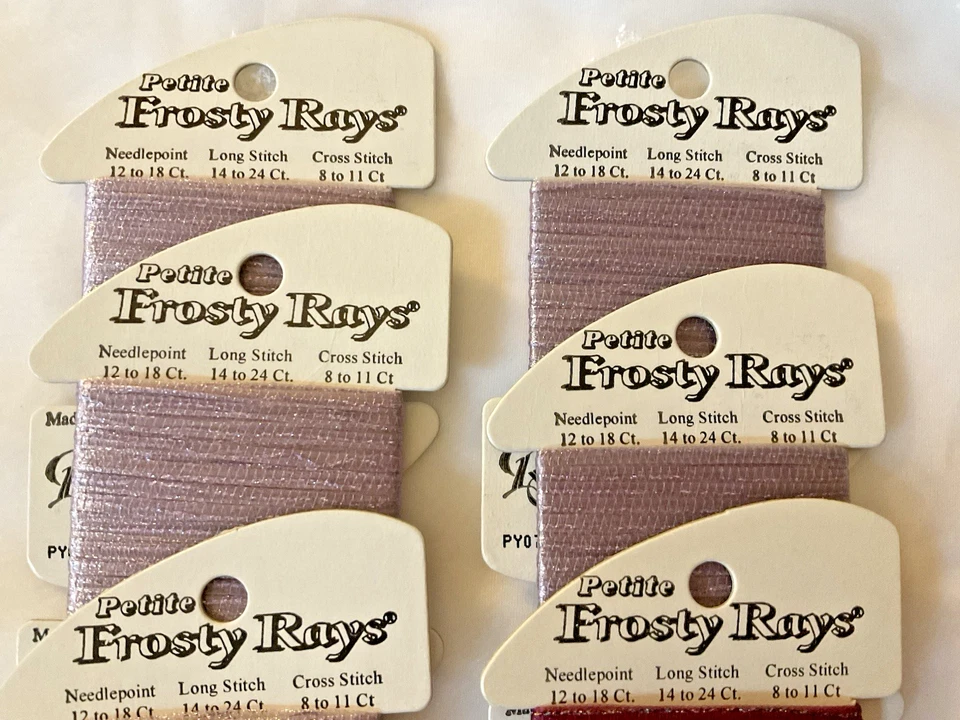 Petite
Frosty Rays®
Needlepoint Long Stitch Cross Stitch
12 to 18 Ct. 14 to 24 Ct. 8 to 11 Ct
Petite
Frosty Rays®
Needlepoint Long Stitch Cross Stitch
12 to 18 Ct. 14 to 24 Ct. 8 to 11 Ct
Mad
PY
Petite
Frosty Rays®
Needlepoint Long Stitch Cross Stitch
12 to 18 Ct. 14 to 24 Ct. 8 to 11 Ct
M
Petite
Frosty Rays®
Needlepoint Long Stitch Cross Stitch
12 to 18 Ct. 14 to 24 Ct. 8 to 11 Ct
Petite
Frosty Rays®
Needlepoint Long Stitch Cross Stitch
12 to 18 Ct. 14 to 24 Ct. 8 to 11 Ct
PY07
Petite
Frosty Rays®
Needlepoint Long Stitch Cross Stitch
12 to 18 Ct. 14 to 24 Ct. 8 to 11 Ct